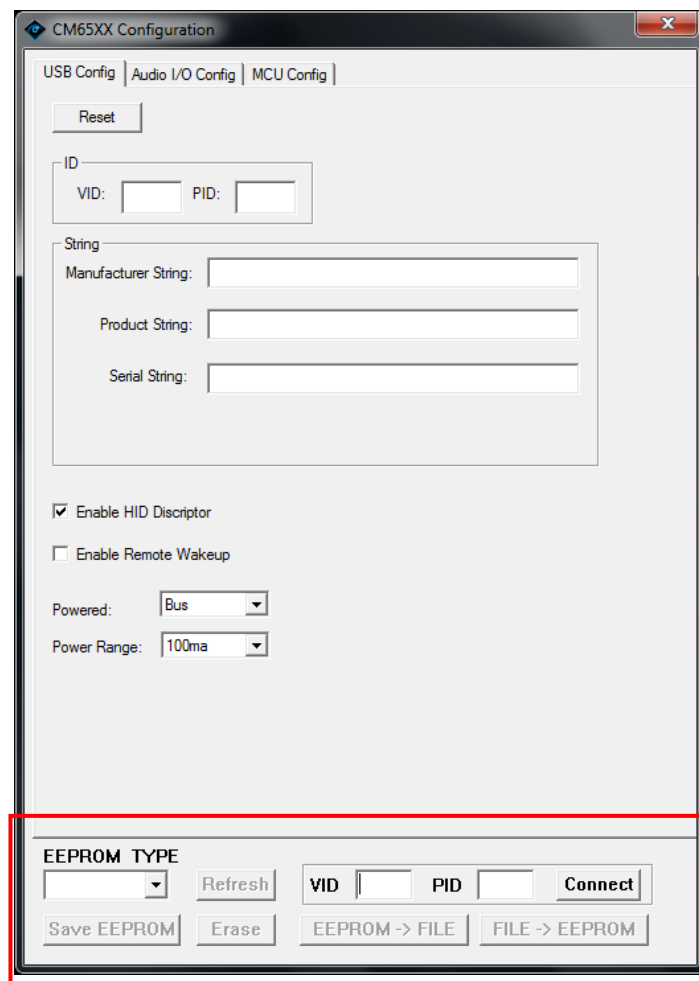 CM65XX Configuration
USB Config Audio I/O Config MCU Config
Reset
ID
VID: PID:
String
Manufacturer String:
Product String:
Serial String:
Enable HID Discriptor
Enable Remote Wakeup
Powered: Bus
Power Range: 100ma
EEPROM TYPE
Refresh VID PID Connect
Save EEPROM Erase EEPROM -> FILE FILE -> EEPROM